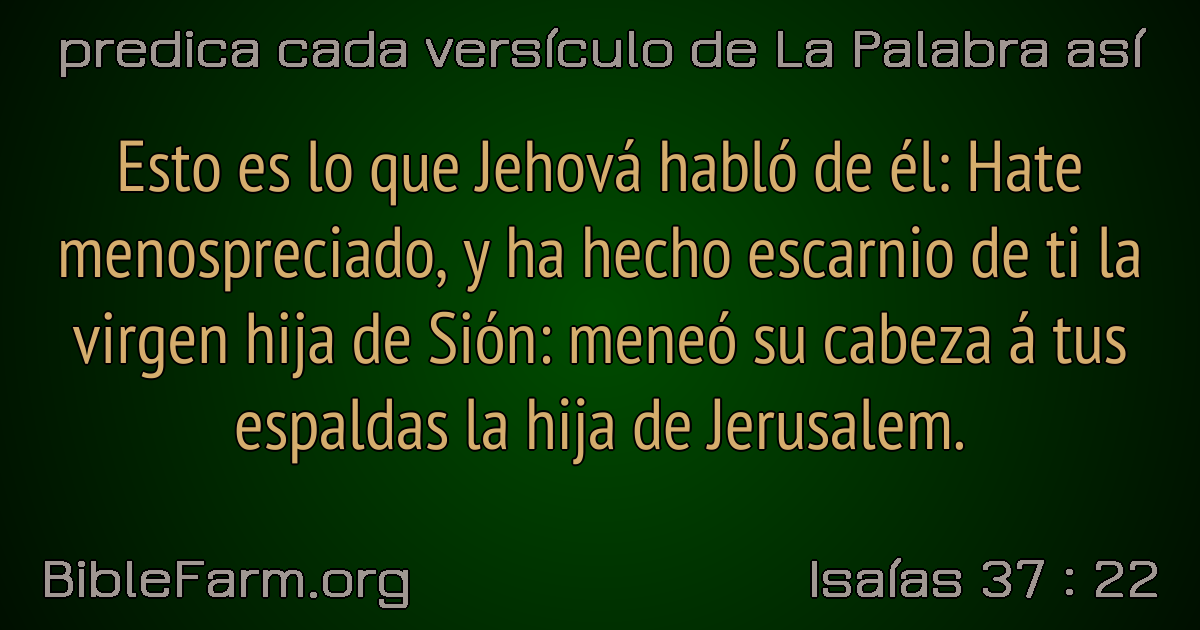 predica cada versículo de La Palabra así
Esto es lo que Jehová habló de él: Hate
menospreciado, y ha hecho escarnio de ti la
virgen hija de Sión: meneó su cabeza á tus
espaldas la hija de Jerusalem.
BibleFarm.org
Isaías 37 : 22